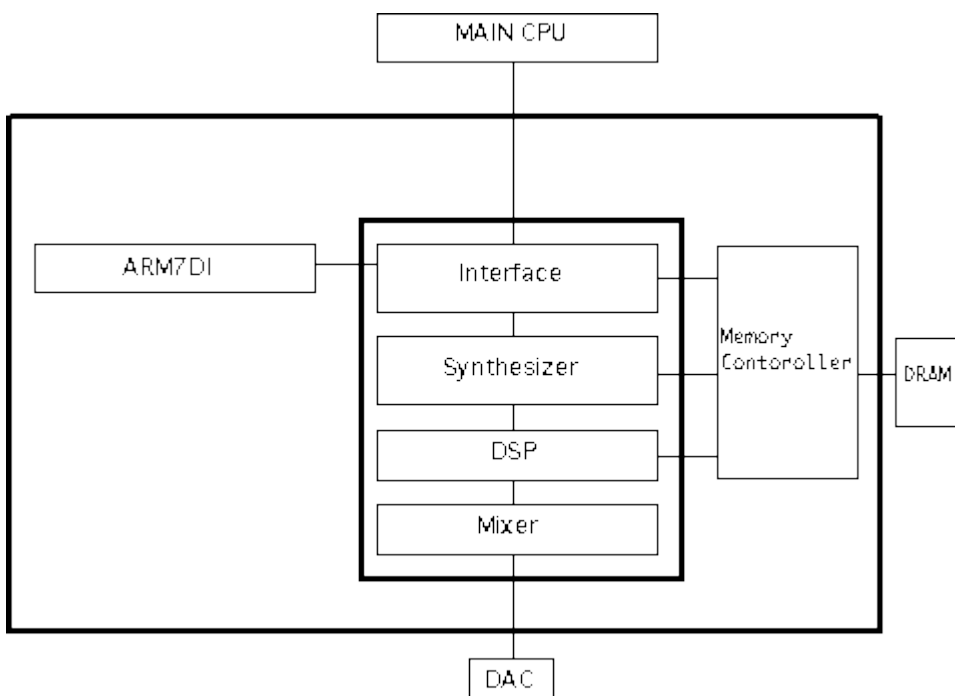 MAIN CPU
ARM7DI
Interface
Synthesizer
DSP
Mixer
Memory
Contoroller
DRAM
DAC